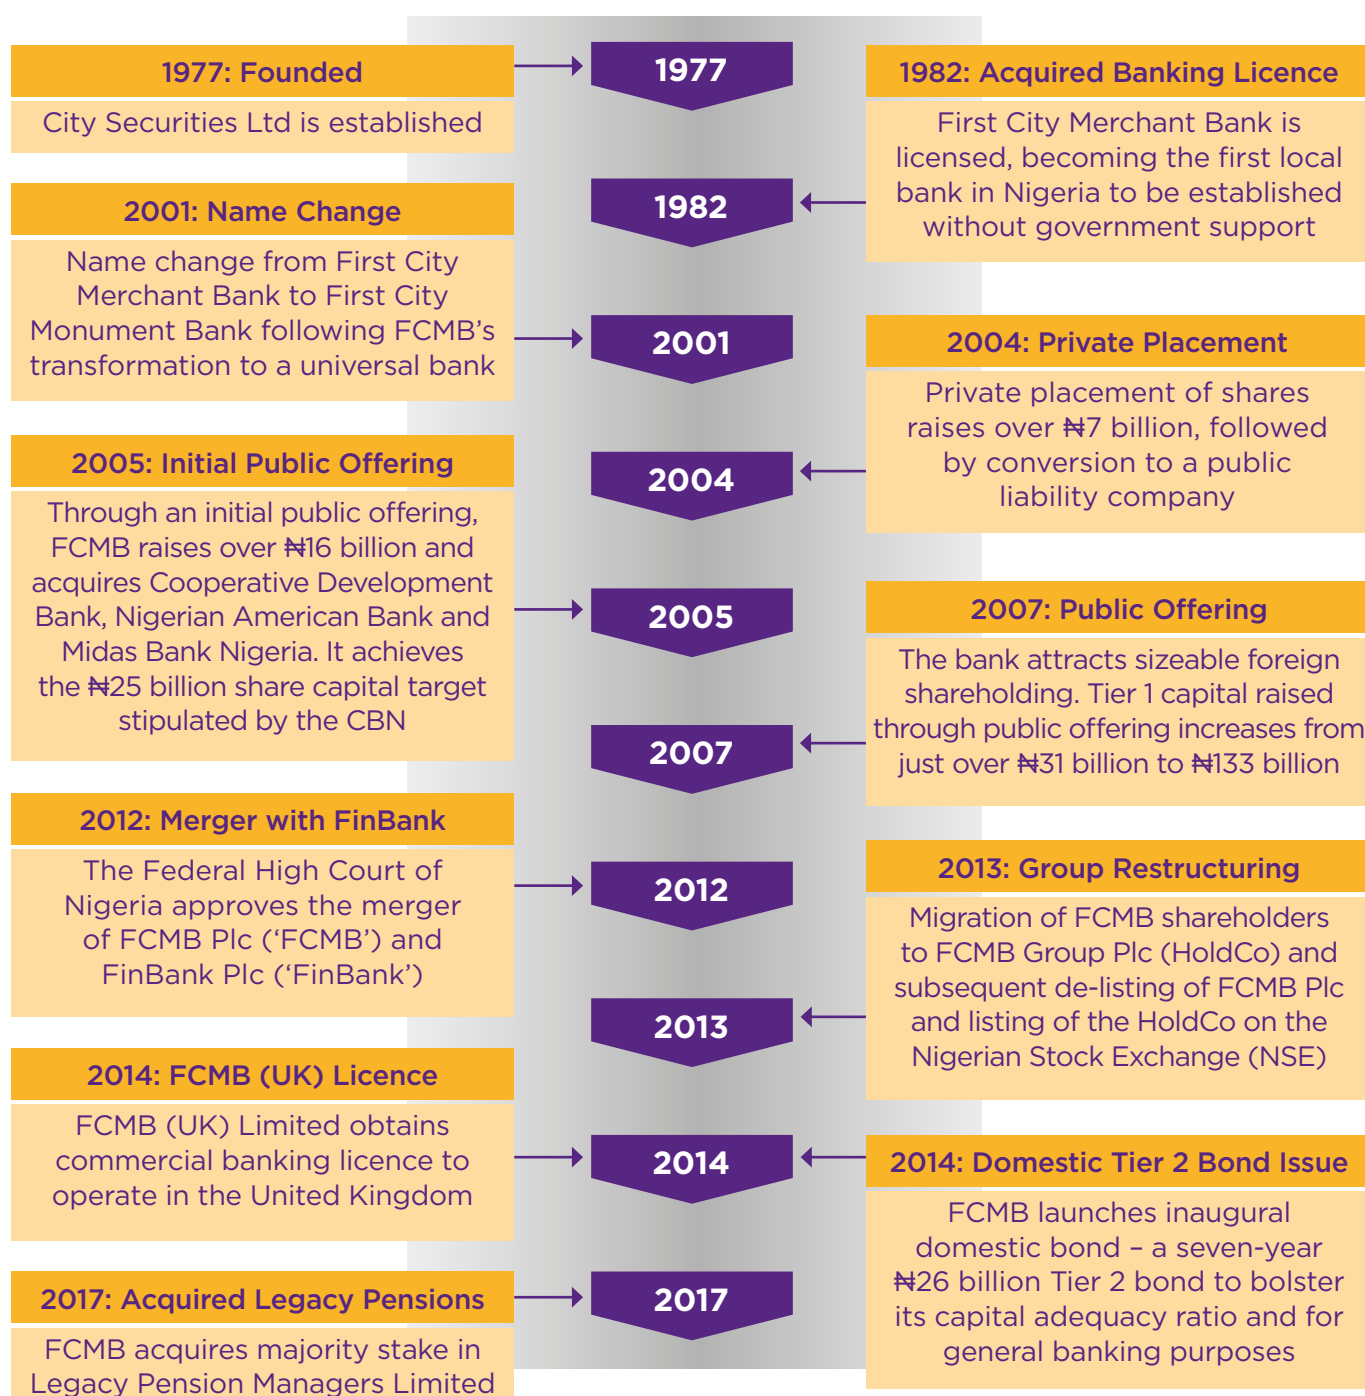 1977: Founded
City Securities Ltd is established
1977
1982: Acquired Banking Licence
First City Merchant Bank is
licensed, becoming the first local
bank in Nigeria to be established
without government support
1982
2001: Name Change
Name change from First City
Merchant Bank to First City
Monument Bank following FCMB’s
transformation to a universal bank
2001
2004: Private Placement
Private placement of shares
raises over ₦7 billion, followed
by conversion to a public
liability company
2004
2005: Initial Public Offering
Through an initial public offering,
FCMB raises over ₦16 billion and
acquires Cooperative Development
Bank, Nigerian American Bank and
Midas Bank Nigeria. It achieves
the ₦25 billion share capital target
stipulated by the CBN
2005
2007: Public Offering
The bank attracts sizeable foreign
shareholding. Tier 1 capital raised
through public offering increases from
just over ₦31 billion to ₦133 billion
2007
2012: Merger with FinBank
The Federal High Court of
Nigeria approves the merger
of FCMB Plc (‘FCMB’) and
FinBank Plc (‘FinBank’)
2012
2013: Group Restructuring
Migration of FCMB shareholders
to FCMB Group Plc (HoldCo) and
subsequent de-listing of FCMB Plc
and listing of the HoldCo on the
Nigerian Stock Exchange (NSE)
2013
2014: FCMB (UK) Licence
FCMB (UK) Limited obtains
commercial banking licence to
operate in the United Kingdom
2014
2014: Domestic Tier 2 Bond Issue
FCMB launches inaugural
domestic bond – a seven-year
₦26 billion Tier 2 bond to bolster
its capital adequacy ratio and for
general banking purposes
2017: Acquired Legacy Pensions
FCMB acquires majority stake in
Legacy Pension Managers Limited
2017